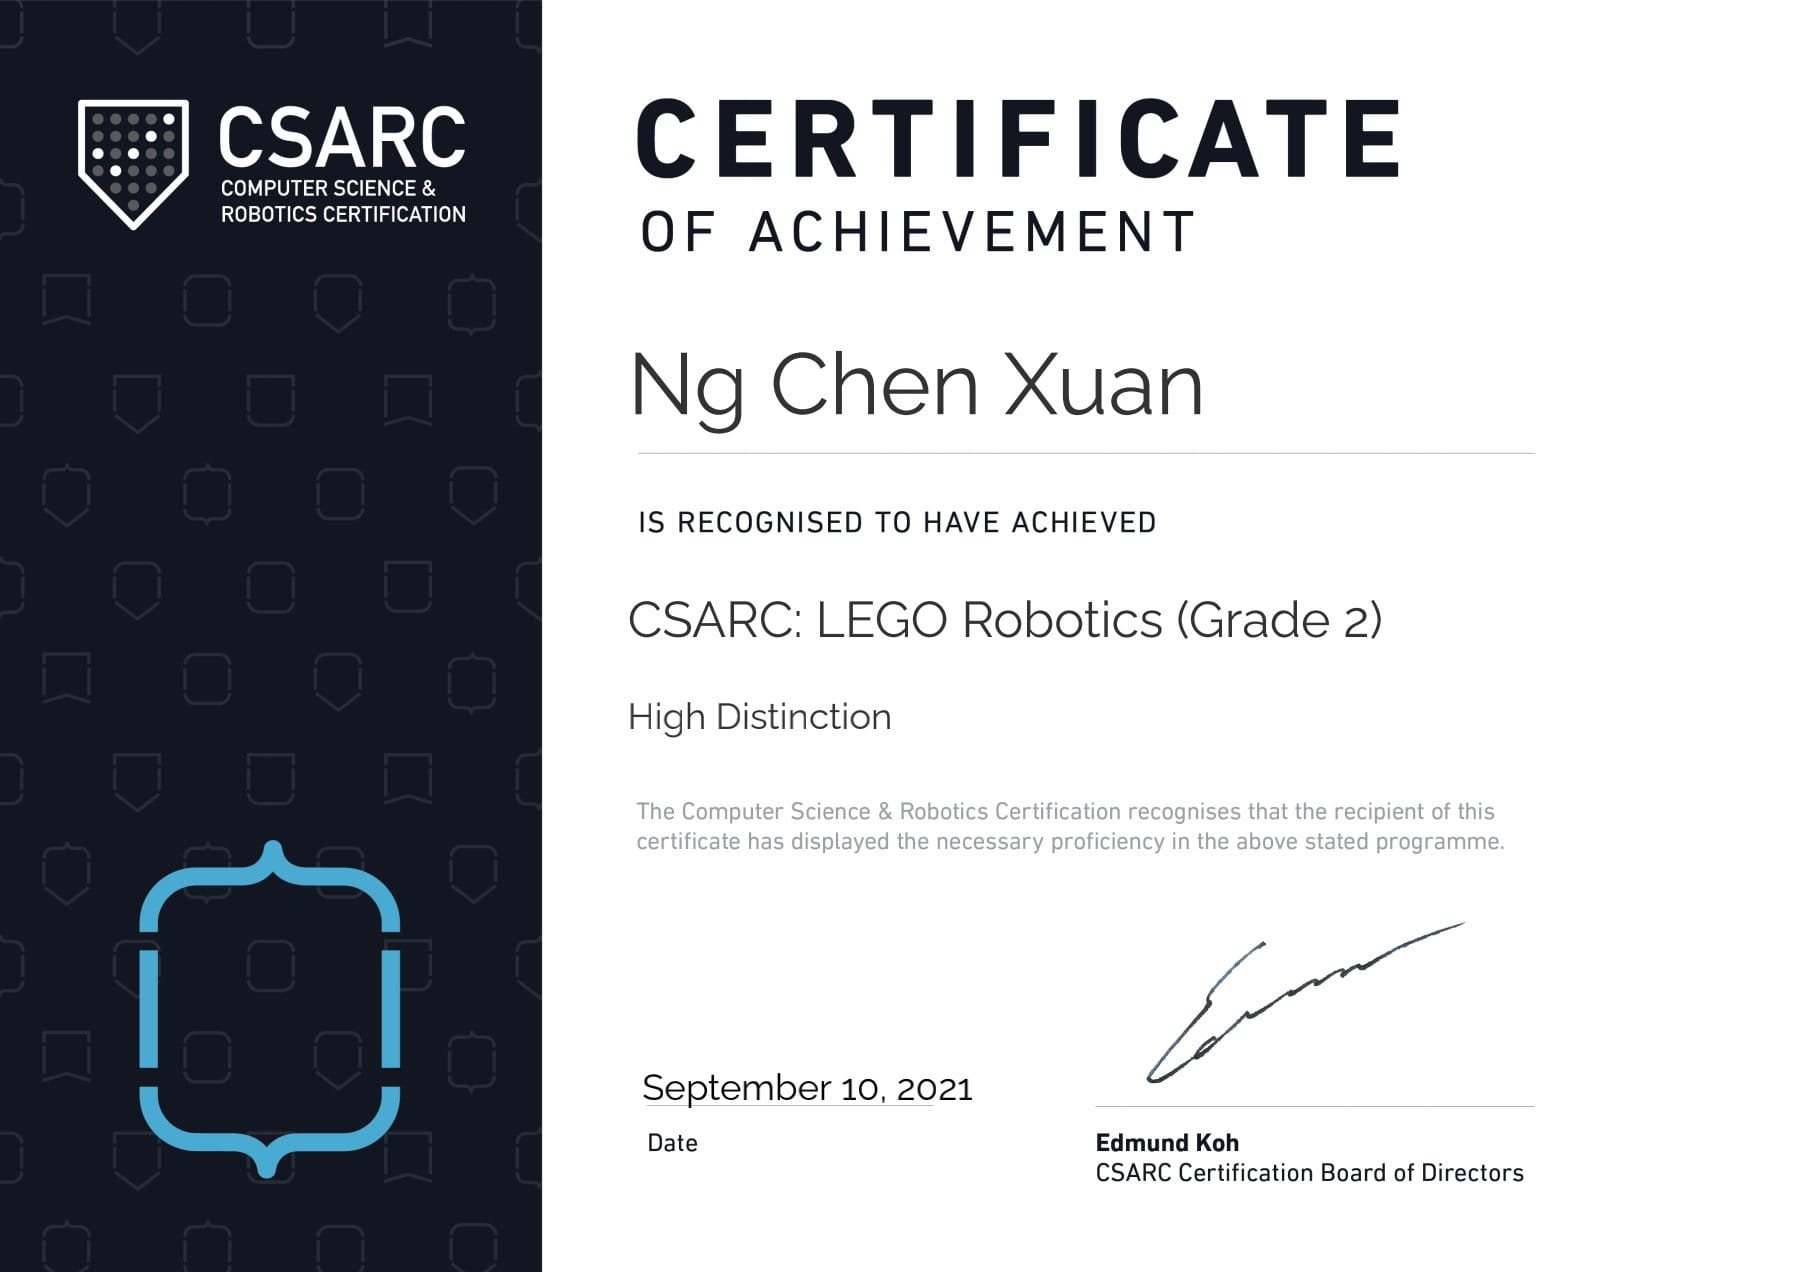 CSARC
COMPUTER SCIENCE &
ROBOTICS CERTIFICATION
CERTIFICATE
OF ACHIEVEMENT
Ng Chen Xuan
IS RECOGNISED TO HAVE ACHIEVED
CSARC: LEGO Robotics (Grade 2)
High Distinction
The Computer Science & Robotics Certification recognises that the recipient of this
certificate has displayed the necessary proficiency in the above stated programme.
September 10, 2021
Date
Edmund Koh
CSARC Certification Board of Directors